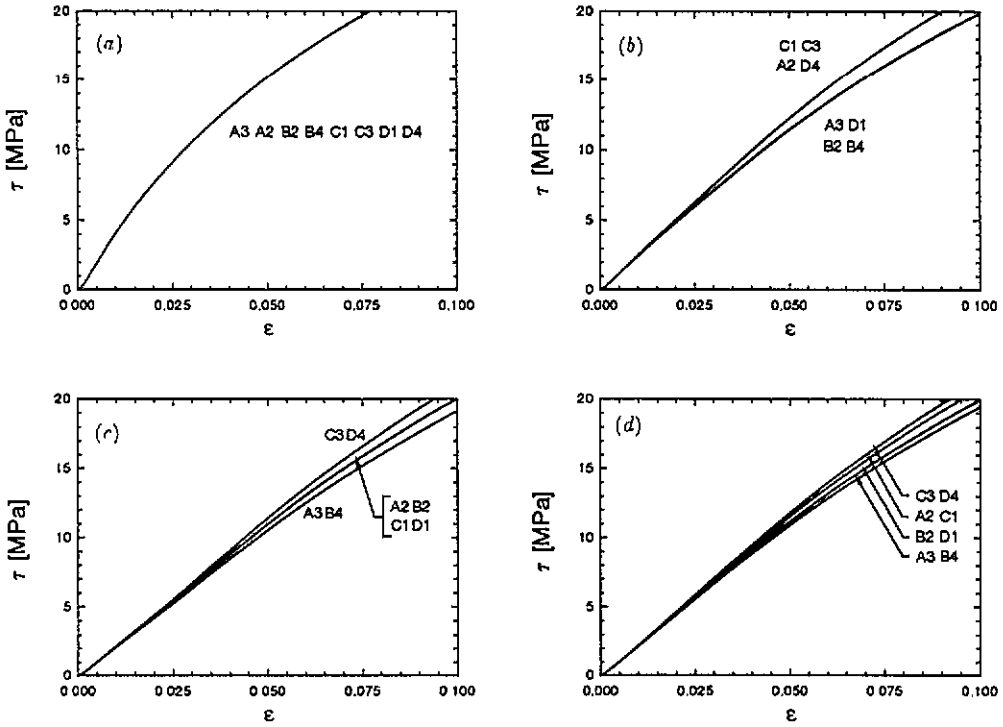 (a)
A3 A2 B2 B4 C1 C3 D1 D4
τ [MPa]
20
15
10
5
0
0.000 0.025 0.050 0.075 0.100
ε
(b)
C1 C3
A2 D4
A3 D1
B2 B4
τ [MPa]
20
15
10
5
0
0.000 0.025 0.050 0.075 0.100
ε
(c)
C3 D4
A2 B2
C1 D1
A3 B4
τ [MPa]
20
15
10
5
0
0.000 0.025 0.050 0.075 0.100
ε
(d)
C3 D4
A2 C1
B2 D1
A3 B4
τ [MPa]
20
15
10
5
0
0.000 0.025 0.050 0.075 0.100
ε